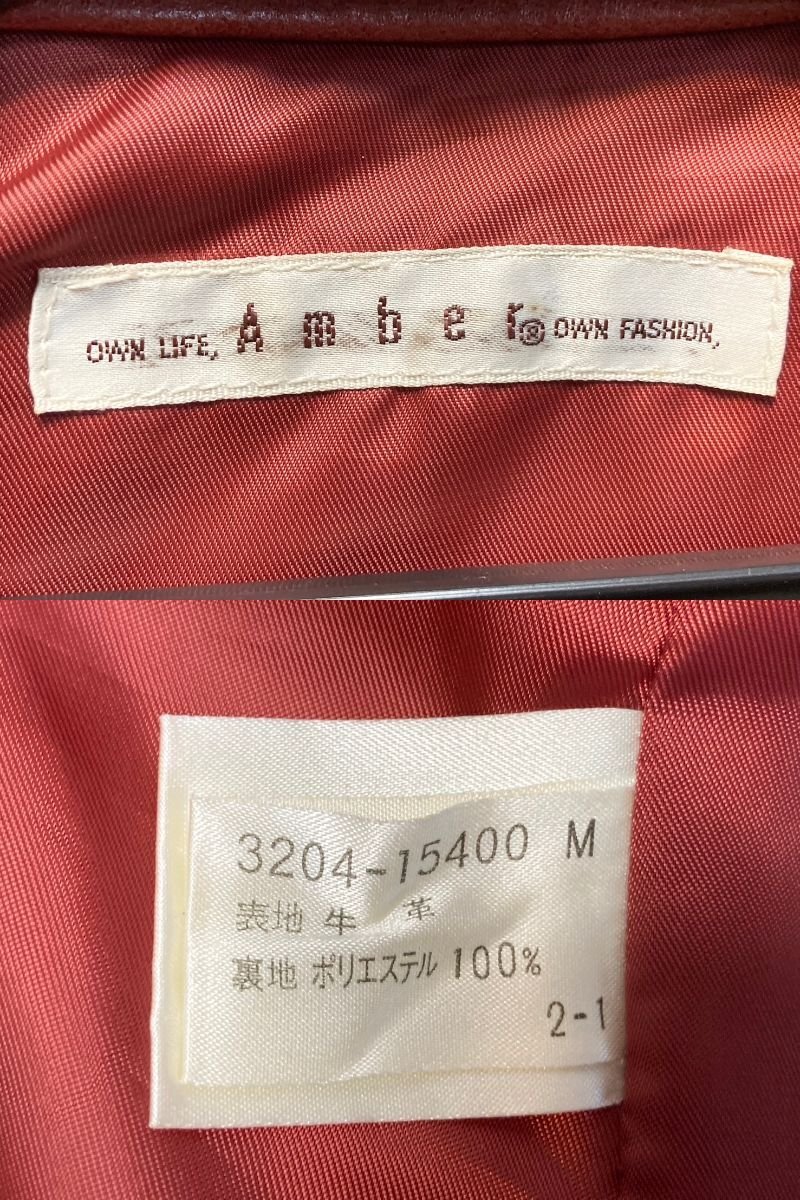 OWN LIFE, Amber® OWN FASHION,
3204-15400 M
表地 牛 革
裏地 ポリエステル 100%
2-1